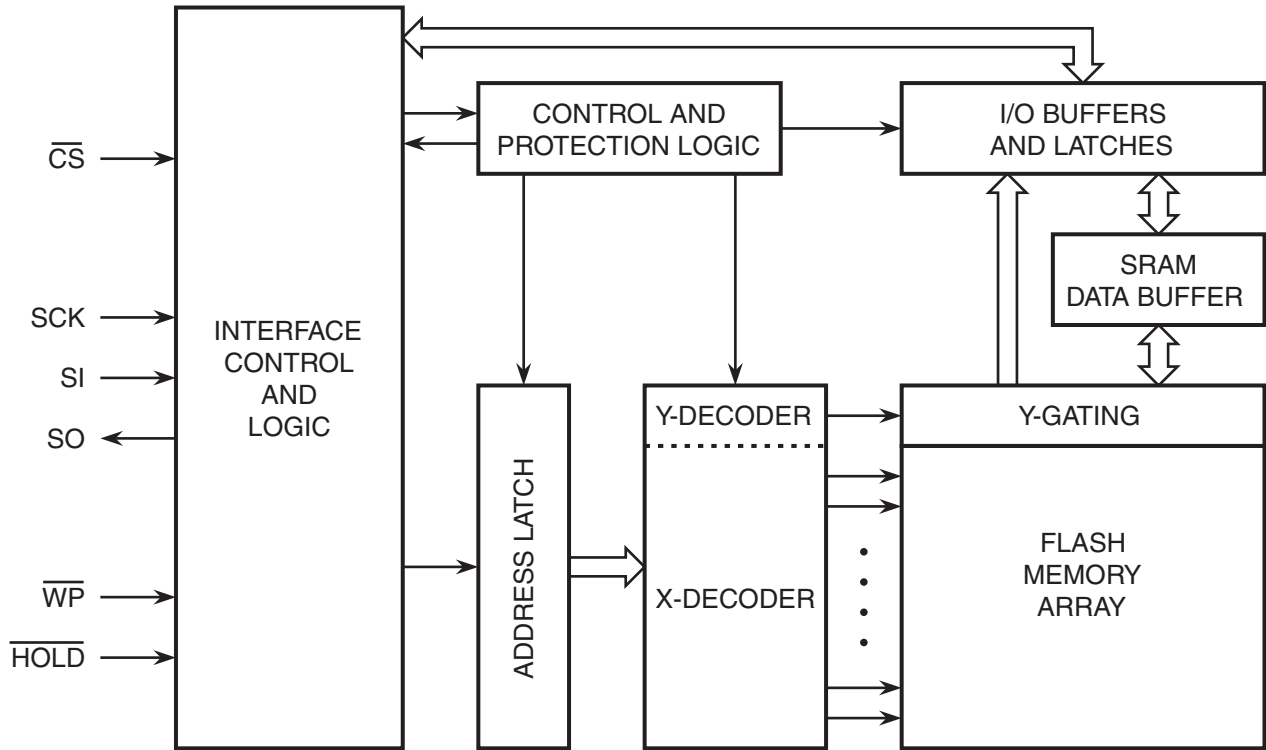 CS
SCK
SI
SO
WP
HOLD
INTERFACE
CONTROL
AND
LOGIC
CONTROL AND
PROTECTION LOGIC
I/O BUFFERS
AND LATCHES
SRAM
DATA BUFFER
ADDRESS LATCH
Y-DECODER
X-DECODER
Y-GATING
FLASH
MEMORY
ARRAY